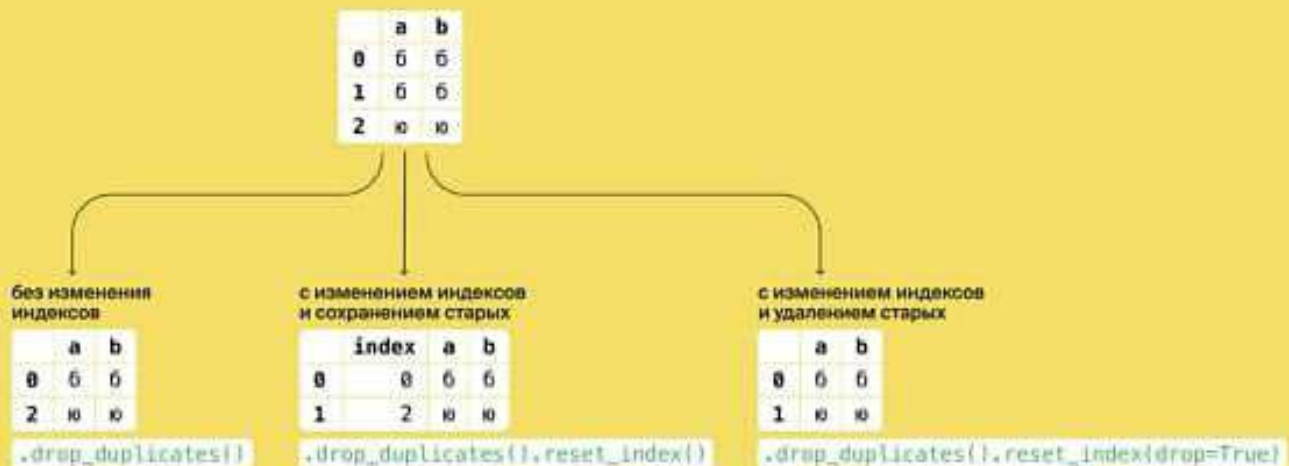 a b
0 б б
1 б б
2 ю ю
без изменения
индексов
a b
0 б б
2 ю ю
.drop_duplicates()
с изменением индексов
и сохранением старых
index a b
0 0 б б
1 2 ю ю
.drop_duplicates().reset_index()
с изменением индексов
и удалением старых
a b
0 б б
1 ю ю
.drop_duplicates().reset_index(drop=True)